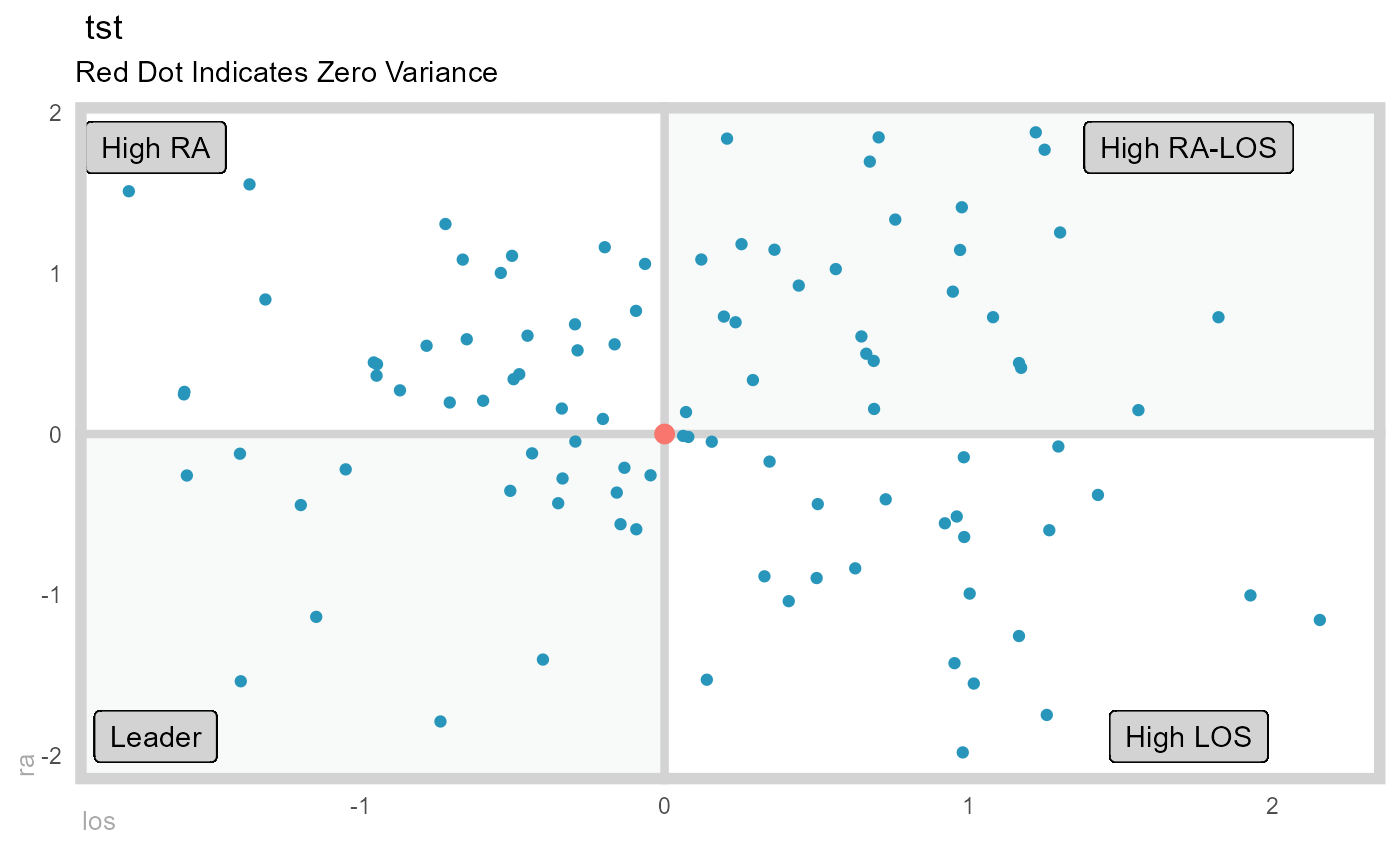 tst
Red Dot Indicates Zero Variance
2
High RA
High RA-LOS
1
0
-1
Leader
High LOS
-2
ra
-1
0
1
2
los